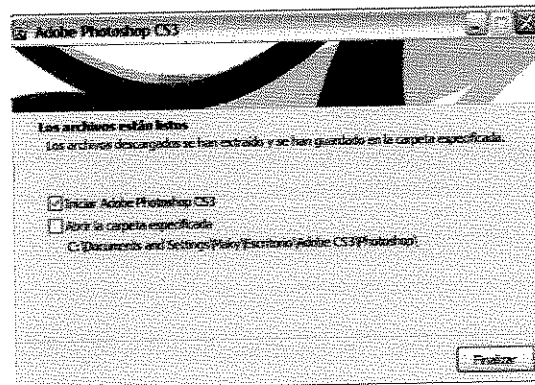 Adobe Photoshop CS3
Los archivos están listos
Los archivos descargados se han extraído y se han guardado en la carpeta especificada.
Iniciar Adobe Photoshop CS3
Abrir la carpeta especificada
C:\Documents and Settings\Maky\Escritorio\Adobe CS3\Photoshop\
Finalizar